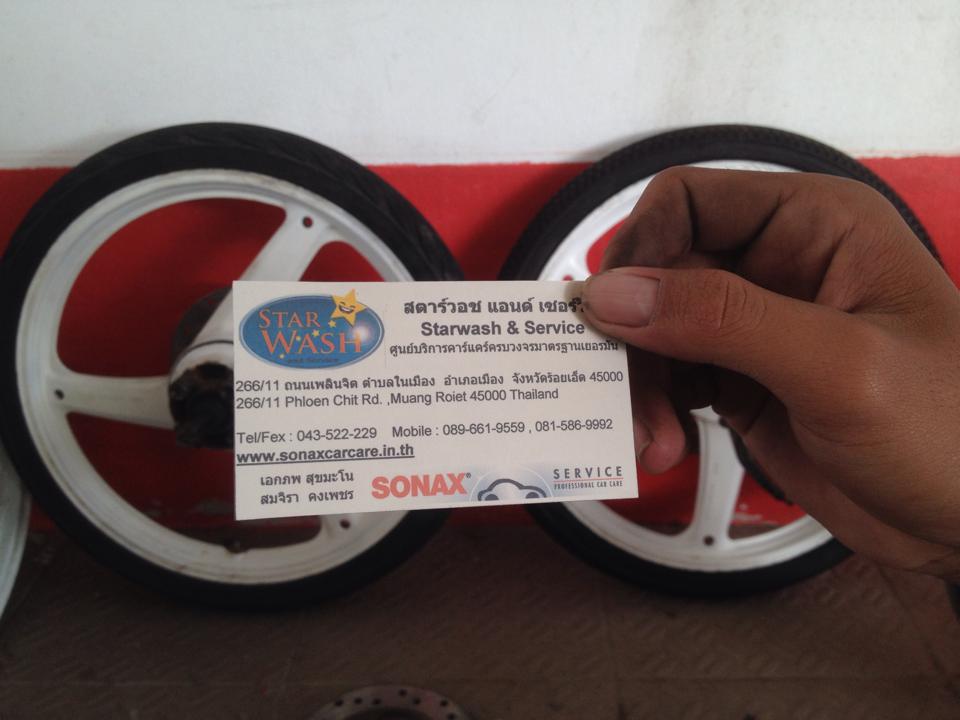 STAR
WASH
and Service
สตาร์วอช แอนด์
Starwash & Service
ศูนย์บริการคาร์แคร์ครบวงจรมาตรฐานเยอรมัน
266/11 ถนนเพลินจิต ตำบลในเมือง อำเภอเมือง จังหวัดร้อยเอ็ด 45000
266/11 Phloen Chit Rd. ,Muang Roiet 45000 Thailand
Tel/Fex : 043-522-229 Mobile : 089-661-9559 , 081-586-9992
www.sonaxcarcare.in.th
เอกภพ สุขมะโน
สมจิรา คงเพชร
SONAX®
SERVICE
PROFESSIONAL CAR CARE